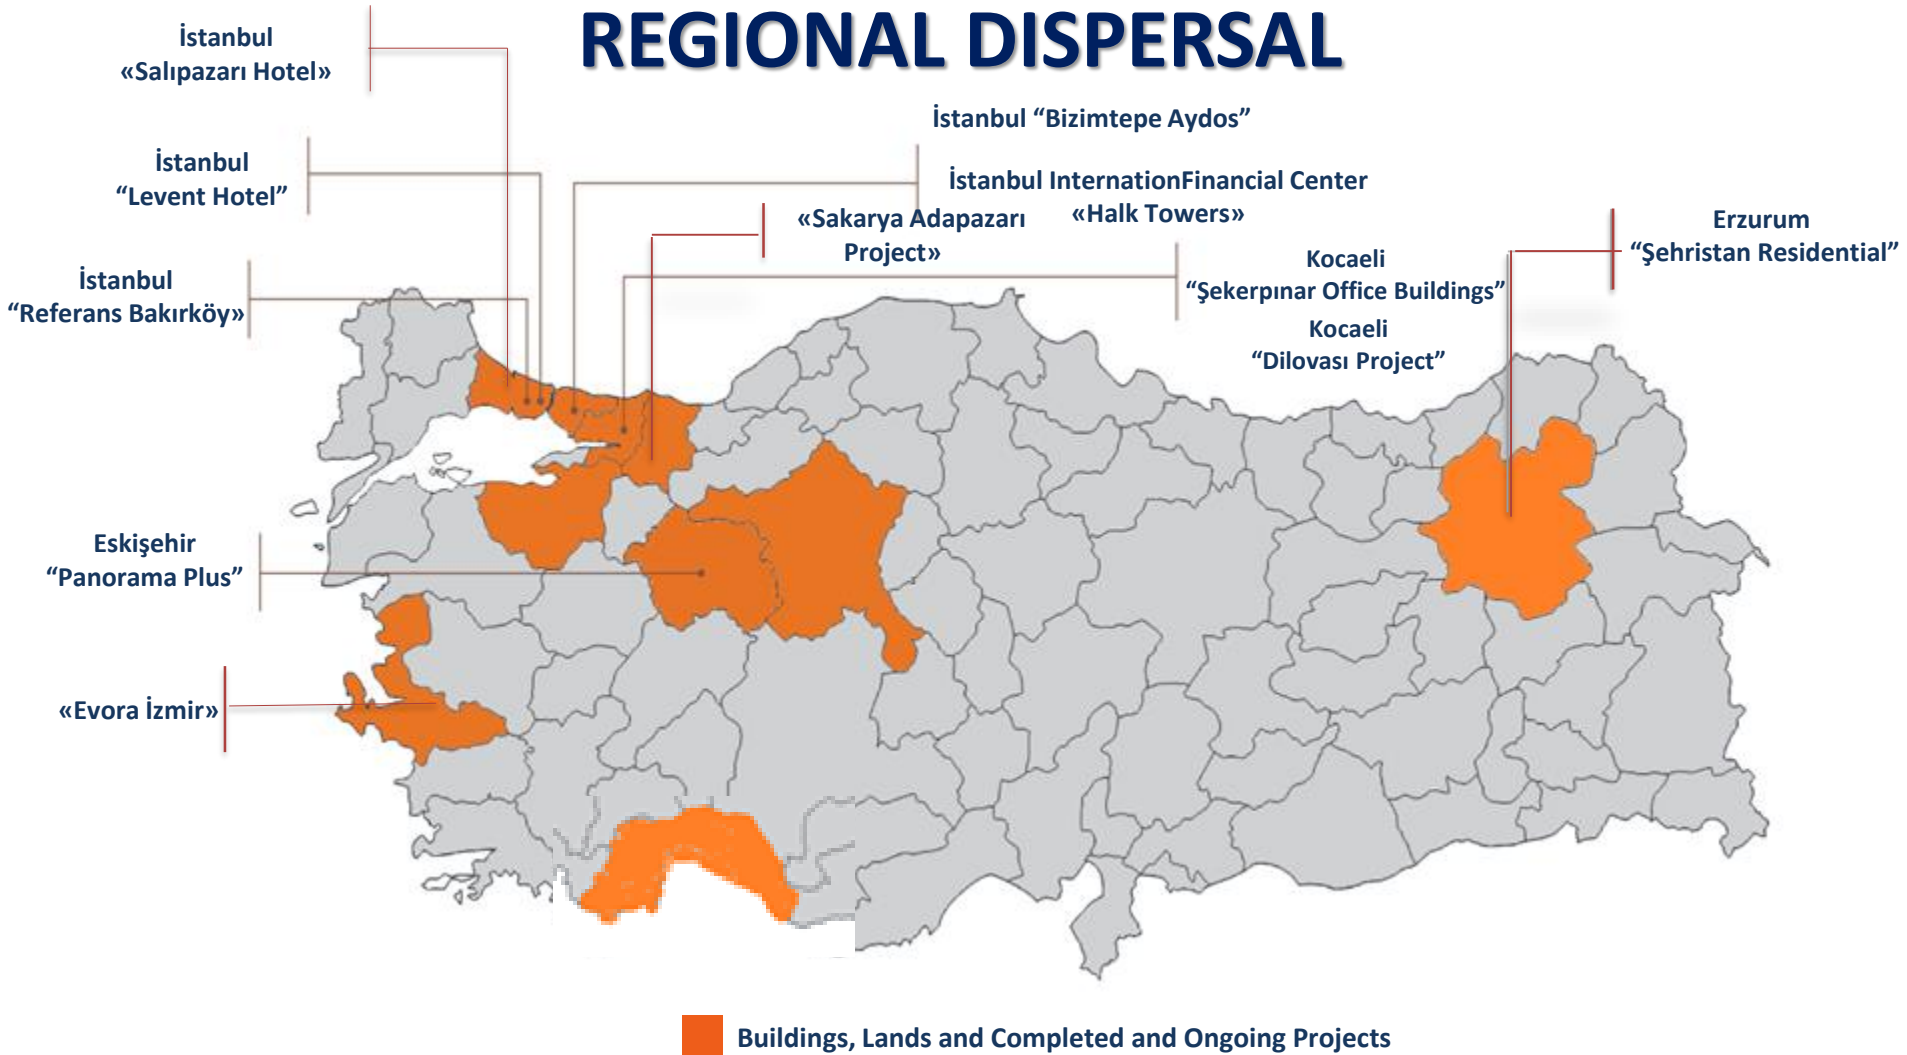 REGIONAL DISPERSAL
İstanbul
«Salıpazarı Hotel»
İstanbul “Bizimtepe Aydos”
İstanbul
“Levent Hotel”
İstanbul InternationFinancial Center
«Halk Towers»
«Sakarya Adapazarı
Project»
Erzurum
“Şehristan Residential”
Kocaeli
“Şekerpınar Office Buildings”
Kocaeli
“Dilovası Project”
İstanbul
“Referans Bakırköy»
Eskişehir
“Panorama Plus”
«Evora İzmir»
Buildings, Lands and Completed and Ongoing Projects